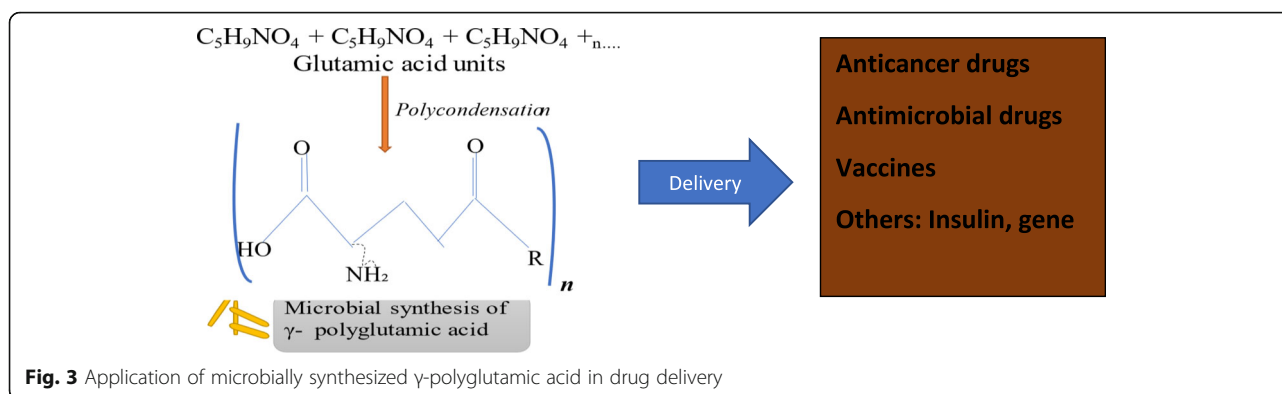 C₅H₉NO₄ + C₅H₉NO₄ + C₅H₉NO₄ +ₙ....
Glutamic acid units
Polycondensation
O
O
HO
NH₂
R
n
Microbial synthesis of
γ- polyglutamic acid
Delivery
Anticancer drugs
Antimicrobial drugs
Vaccines
Others: Insulin, gene
Fig. 3 Application of microbially synthesized γ-polyglutamic acid in drug delivery